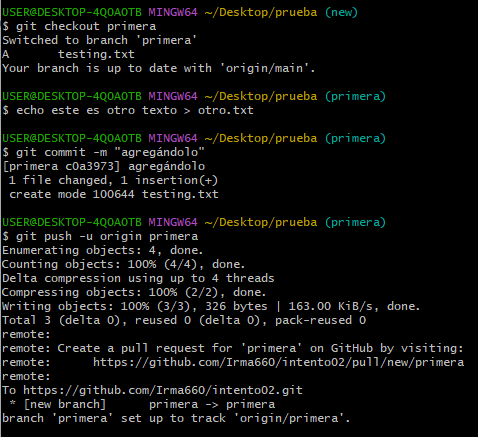 USER@DESKTOP-4QOAOTB MINGW64 ~/Desktop/prueba (new)
$ git checkout primera
Switched to branch 'primera'
A       testing.txt
Your branch is up to date with 'origin/main'.
USER@DESKTOP-4QOAOTB MINGW64 ~/Desktop/prueba (primera)
$ echo este es otro texto > otro.txt
USER@DESKTOP-4QOAOTB MINGW64 ~/Desktop/prueba (primera)
$ git commit -m "agregándolo"
[primera c0a3973] agregándolo
 1 file changed, 1 insertion(+)
 create mode 100644 testing.txt
USER@DESKTOP-4QOAOTB MINGW64 ~/Desktop/prueba (primera)
$ git push -u origin primera
Enumerating objects: 4, done.
Counting objects: 100% (4/4), done.
Delta compression using up to 4 threads
Compressing objects: 100% (2/2), done.
Writing objects: 100% (3/3), 326 bytes | 163.00 KiB/s, done.
Total 3 (delta 0), reused 0 (delta 0), pack-reused 0
remote:
remote: Create a pull request for 'primera' on GitHub by visiting:
remote:      https://github.com/Irma660/intento02/pull/new/primera
remote:
To https://github.com/Irma660/intento02.git
 * [new branch]      primera -> primera
branch 'primera' set up to track 'origin/primera'.